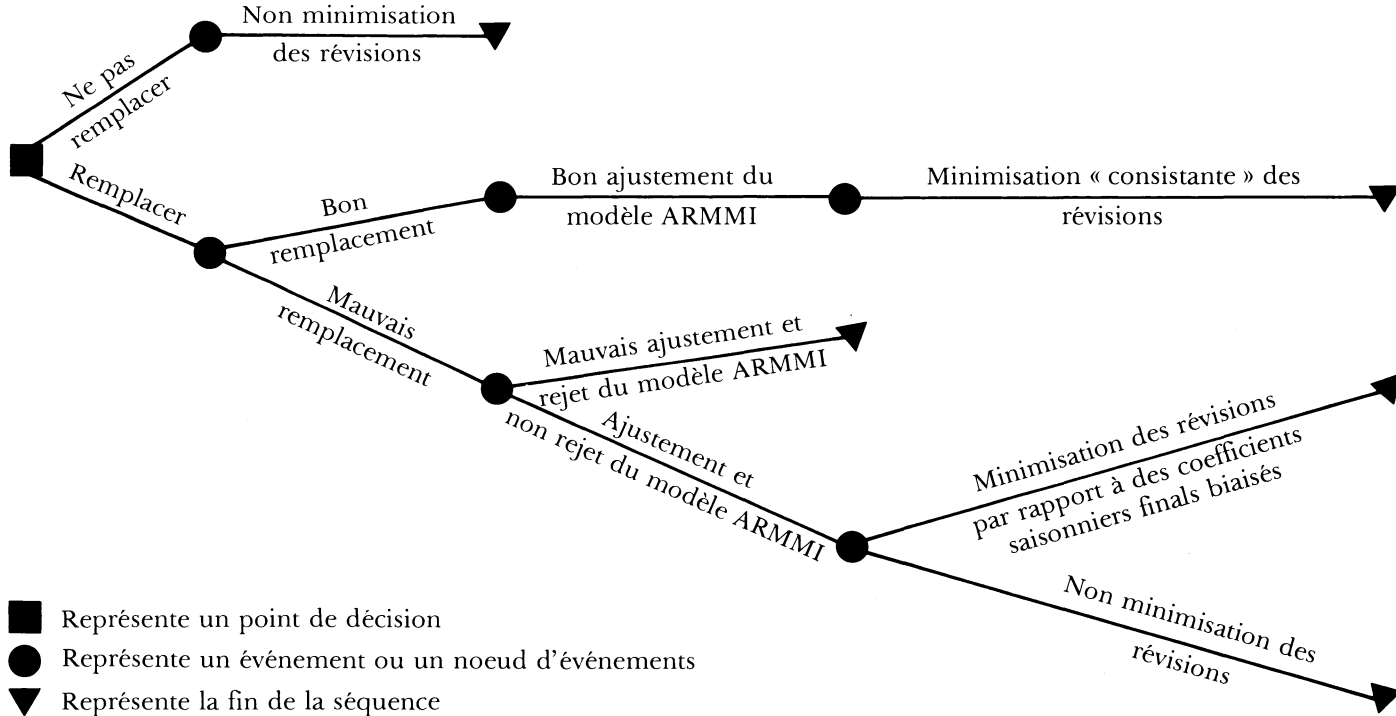 Non minimisation
des révisions
Ne pas
remplacer
Remplacer
Bon
remplacement
Bon ajustement du
modèle ARMMI
Minimisation « consistante » des
révisions
Mauvais
remplacement
Mauvais ajustement et
rejet du modèle ARMMI
Ajustement et
non rejet du modèle ARMMI
Minimisation des révisions
par rapport à des coefficients
saisonniers finals biaisés
Non minimisation des
révisions
Représente un point de décision
Représente un événement ou un noeud d'événements
Représente la fin de la séquence